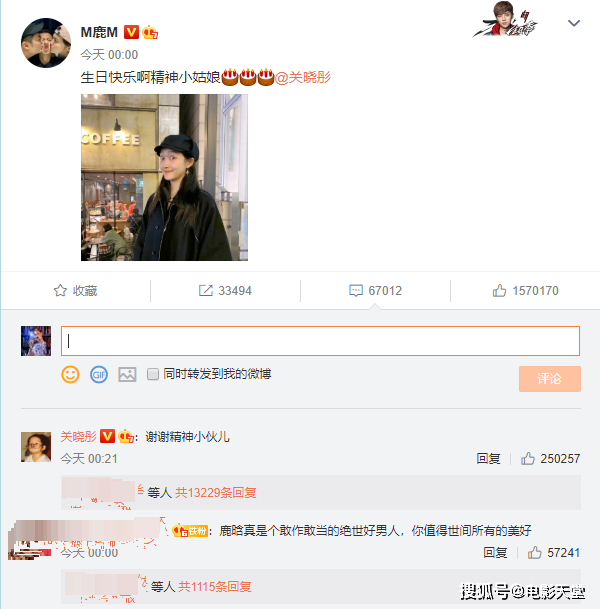 M鹿M
今天 00:00
生日快乐啊精神小姑娘@关晓彤
COFFEE
收藏
33494
67012
1570170
GIF
同时转发到我的微博
评论
关晓彤：谢谢精神小伙儿
今天 00:21
回复
250257
等人 共13229条回复
铁粉：鹿晗真是个敢作敢当的绝世好男人，你值得世间所有的美好
今天 00:00
回复
57241
等人 共1115条回复
搜狐号@电影天堂